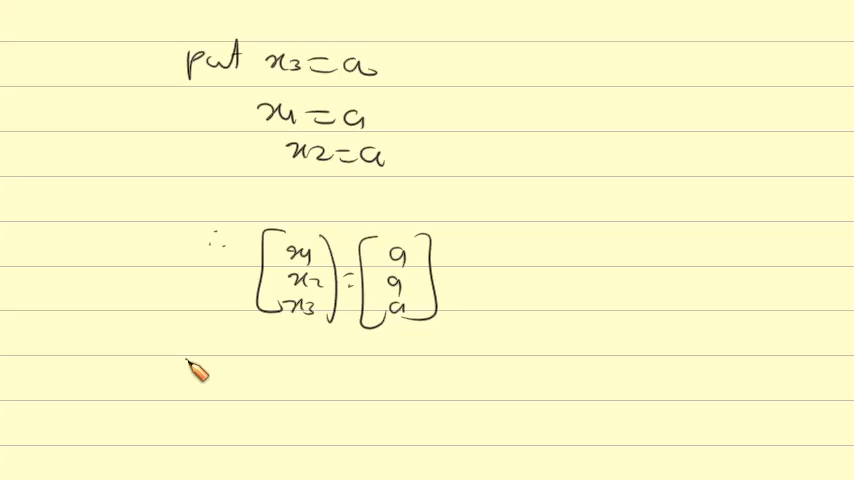 put x3 = a
x1 = a
x2 = a
∴ [x1 x2 x3] = [a a a]